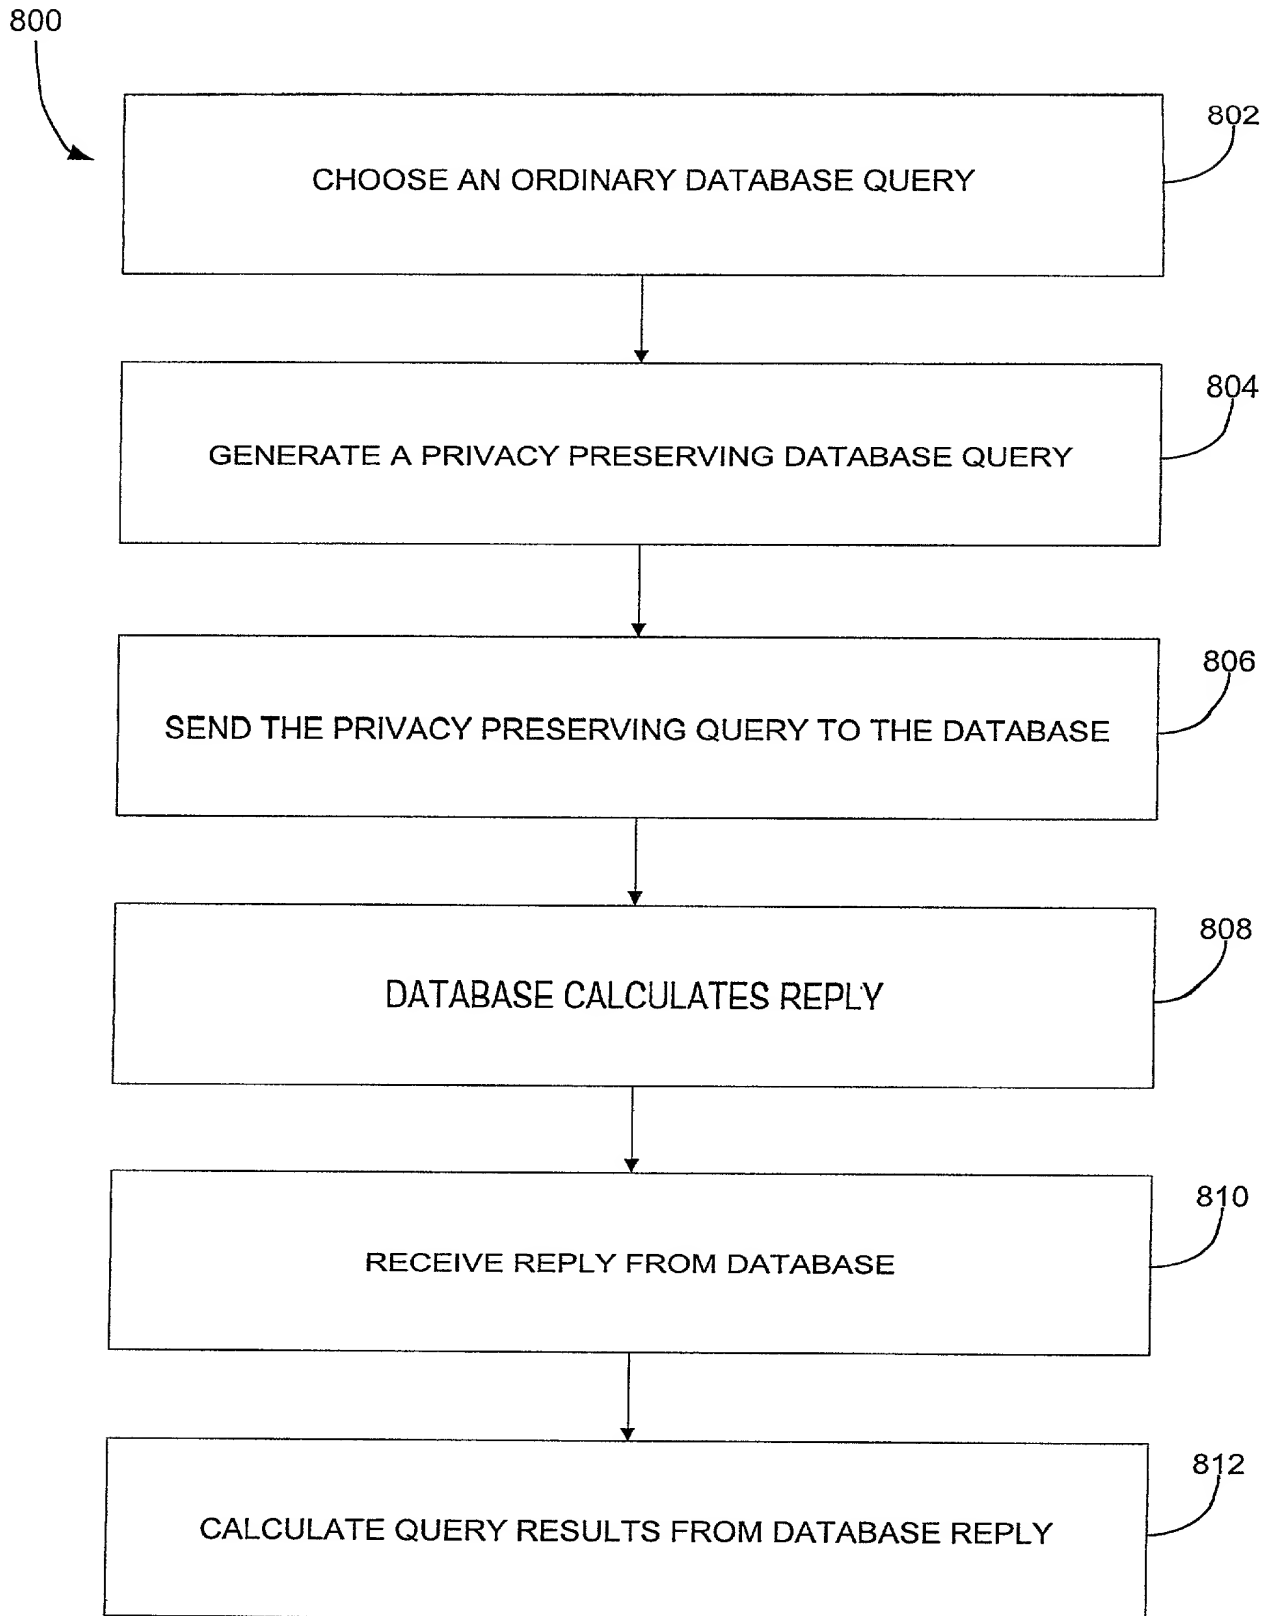 800
802
CHOOSE AN ORDINARY DATABASE QUERY
804
GENERATE A PRIVACY PRESERVING DATABASE QUERY
806
SEND THE PRIVACY PRESERVING QUERY TO THE DATABASE
808
DATABASE CALCULATES REPLY
810
RECEIVE REPLY FROM DATABASE
812
CALCULATE QUERY RESULTS FROM DATABASE REPLY